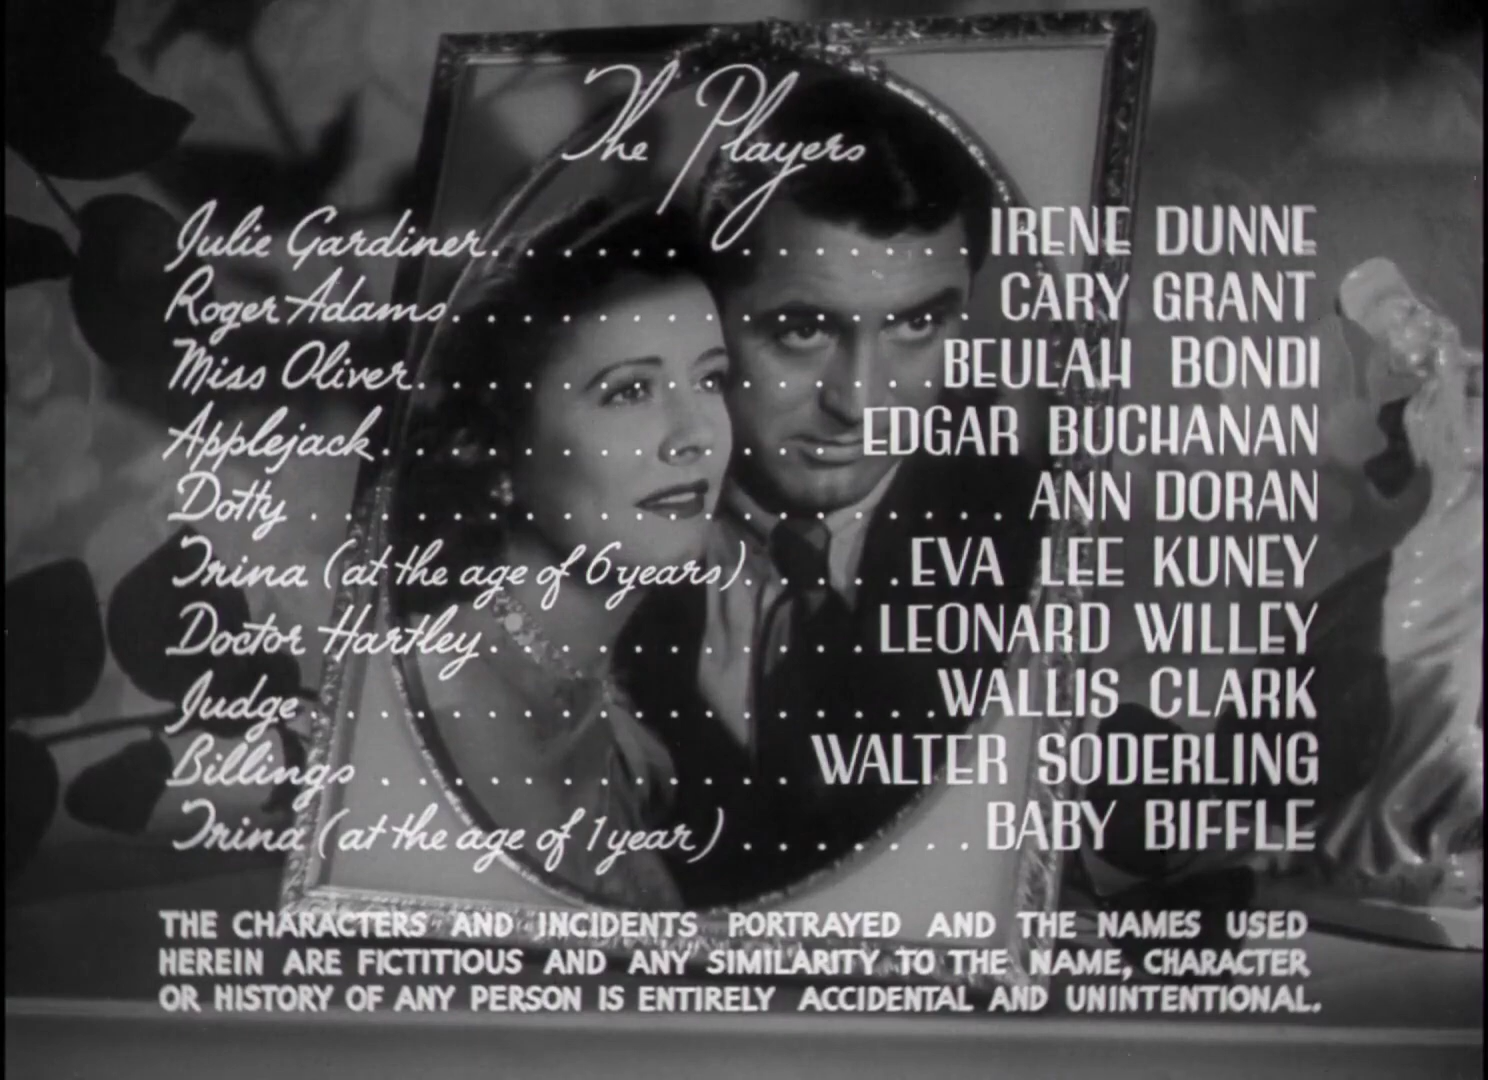 The Players
Julie Gardiner. . . . . . . . . . . . . . IRENE DUNNE
Roger Adams. . . . . . . . . . . . . . . CARY GRANT
Miss Oliver. . . . . . . . . . . . . . . BEULAH BONDI
Applejack. . . . . . . . . . . . . . EDGAR BUCHANAN
Dotty . . . . . . . . . . . . . . . . . . . . ANN DORAN
Trina (at the age of 6 years). . . . . EVA LEE KUNEY
Doctor Hartley. . . . . . . . . . . LEONARD WILLEY
Judge. . . . . . . . . . . . . . . . . . WALLIS CLARK
Billings . . . . . . . . . . . . WALTER SODERLING
Trina (at the age of 1 year) . . . . . . . BABY BIFFLE
THE CHARACTERS AND INCIDENTS PORTRAYED AND THE NAMES USED
HEREIN ARE FICTITIOUS AND ANY SIMILARITY TO THE NAME, CHARACTER
OR HISTORY OF ANY PERSON IS ENTIRELY ACCIDENTAL AND UNINTENTIONAL.